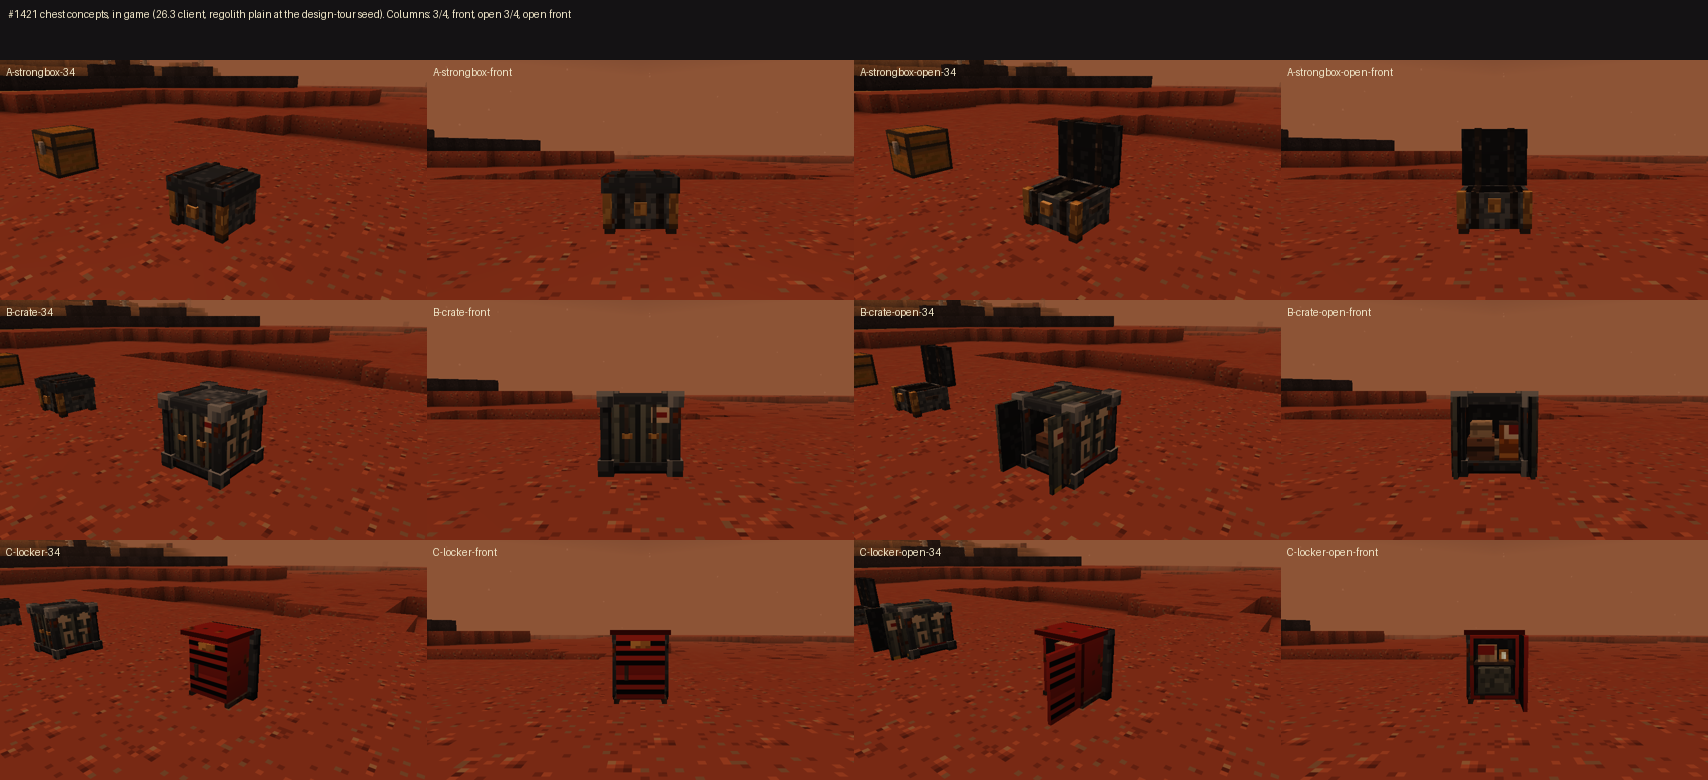 #1421 chest concepts, in game (26.3 client, regolith plain at the design-tour seed). Columns: 3/4, front, open 3/4, open front
A-strongbox-34
A-strongbox-front
A-strongbox-open-34
A-strongbox-open-front
B-crate-34
B-crate-front
B-crate-open-34
B-crate-open-front
C-locker-34
C-locker-front
C-locker-open-34
C-locker-open-front